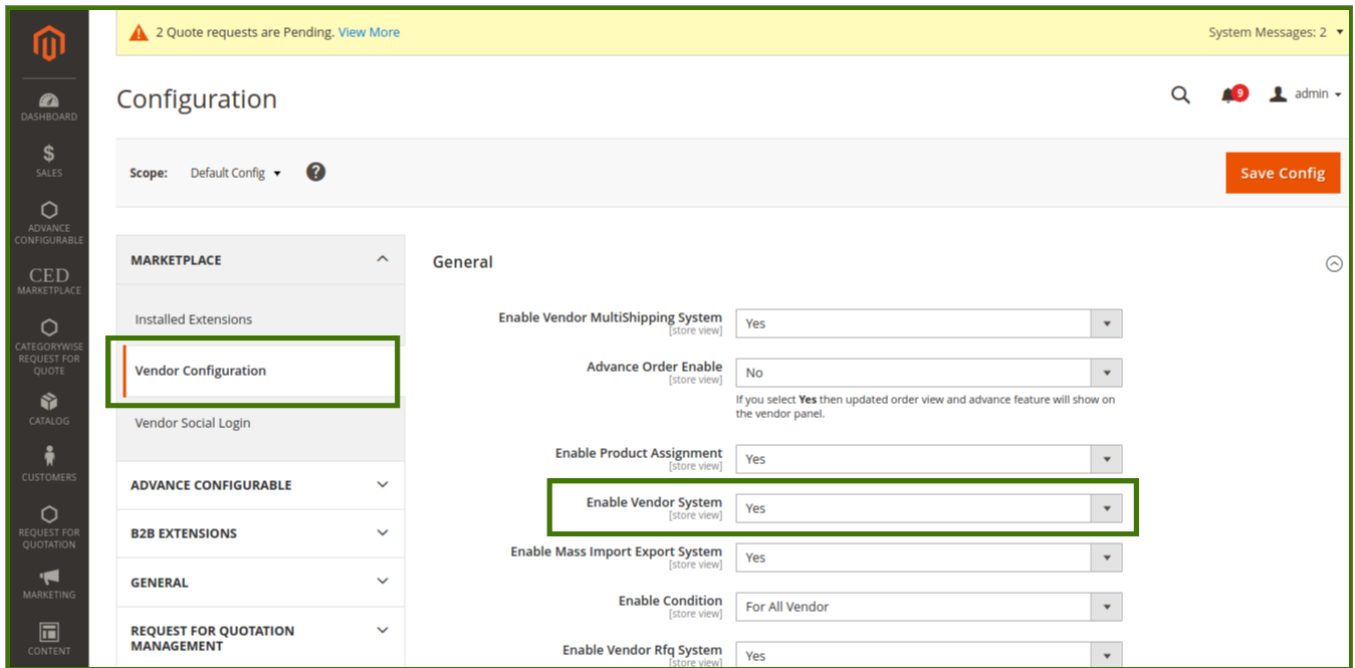 2 Quote requests are Pending. View More
System Messages: 2
Configuration
9
admin
Scope:
Default Config
?
Save Config
DASHBOARD
$
SALES
ADVANCE
CONFIGURABLE
CED
MARKETPLACE
CATEGORYWISE
REQUEST FOR
QUOTE
CATALOG
CUSTOMERS
REQUEST FOR
QUOTATION
MARKETING
CONTENT
MARKETPLACE
Installed Extensions
Vendor Configuration
Vendor Social Login
ADVANCE CONFIGURABLE
B2B EXTENSIONS
GENERAL
REQUEST FOR QUOTATION
MANAGEMENT
General
Enable Vendor MultiShipping System
[store view]
Yes
Advance Order Enable
[store view]
No
If you select Yes then updated order view and advance feature will show on
the vendor panel.
Enable Product Assignment
[store view]
Yes
Enable Vendor System
[store view]
Yes
Enable Mass Import Export System
[store view]
Yes
Enable Condition
[store view]
For All Vendor
Enable Vendor Rfq System
[store view]
Yes